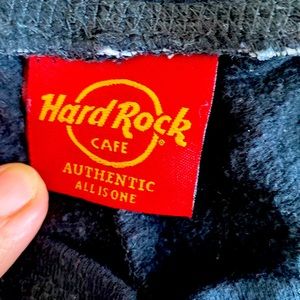 Hard Rock
CAFE
®
AUTHENTIC
ALL IS ONE